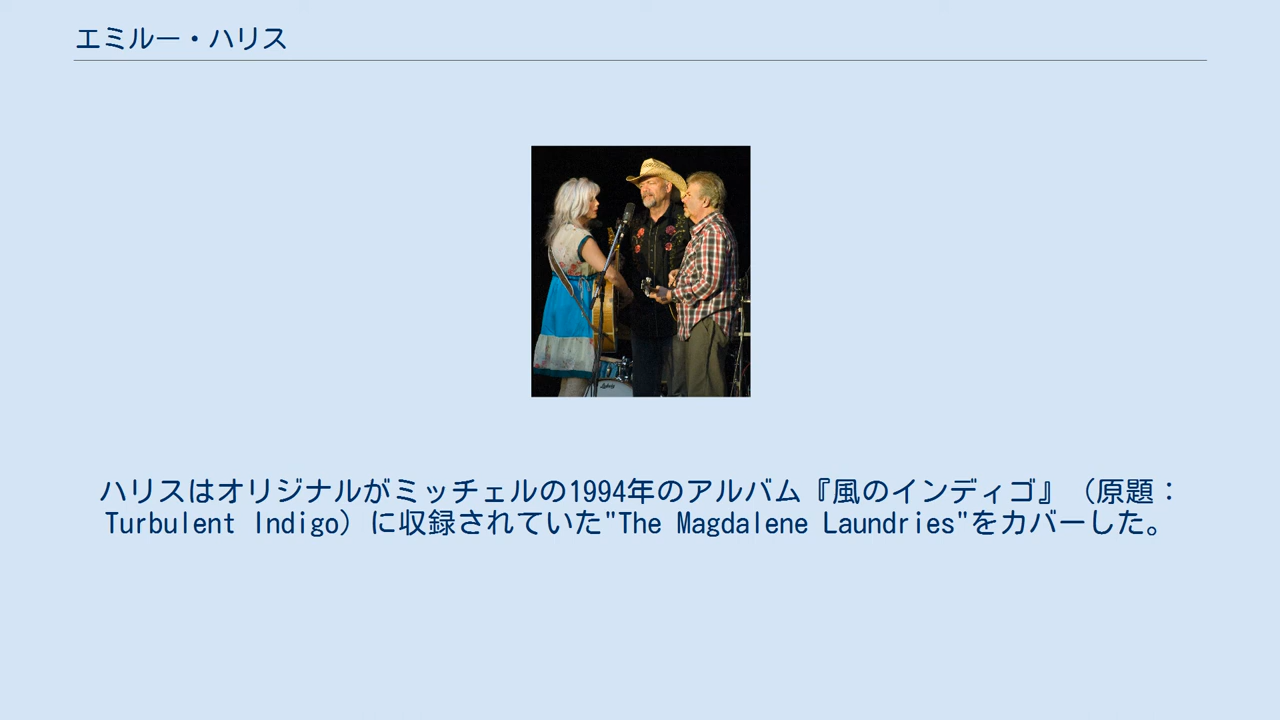 エミルー・ハリス
ハリスはオリジナルがミッチェルの1994年のアルバム『風のインディゴ』（原題：
Turbulent Indigo）に収録されていた"The Magdalene Laundries"をカバーした。